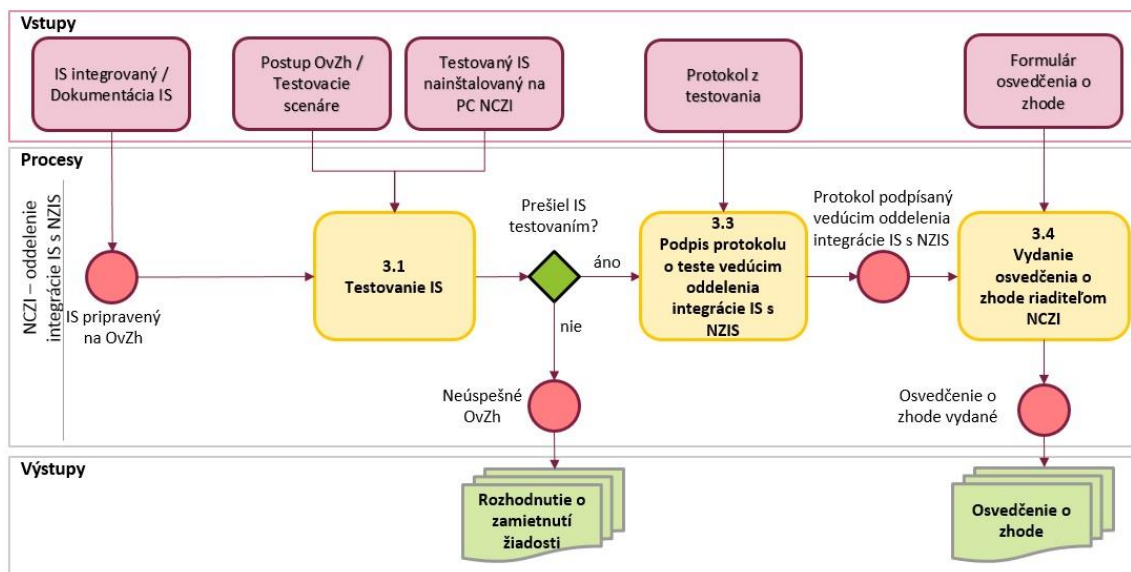 Vstupy
IS integrovaný /
Dokumentácia IS
Postup OvZh /
Testovacie
scenáre
Testovaný IS
nainštalovaný na
PC NCZI
Protokol z
testovania
Formulár
osvedčenia o
zhode
Procesy
NCZI – oddelenie
integrácie IS s NZIS
IS pripravený
na OvZh
3.1
Testovanie IS
Prešiel IS
testovaním?
áno
nie
3.3
Podpis protokolu
o teste vedúcim
oddelenia
integrácie IS s
NZIS
Protokol podpísaný
vedúcim oddelenia
integrácie IS s NZIS
3.4
Vydanie
osvedčenia o
zhode riaditeľom
NCZI
Neúspešné
OvZh
Osvedčenie o
zhode vydané
Výstupy
Rozhodnutie o
zamietnutí
žiadosti
Osvedčenie o
zhode